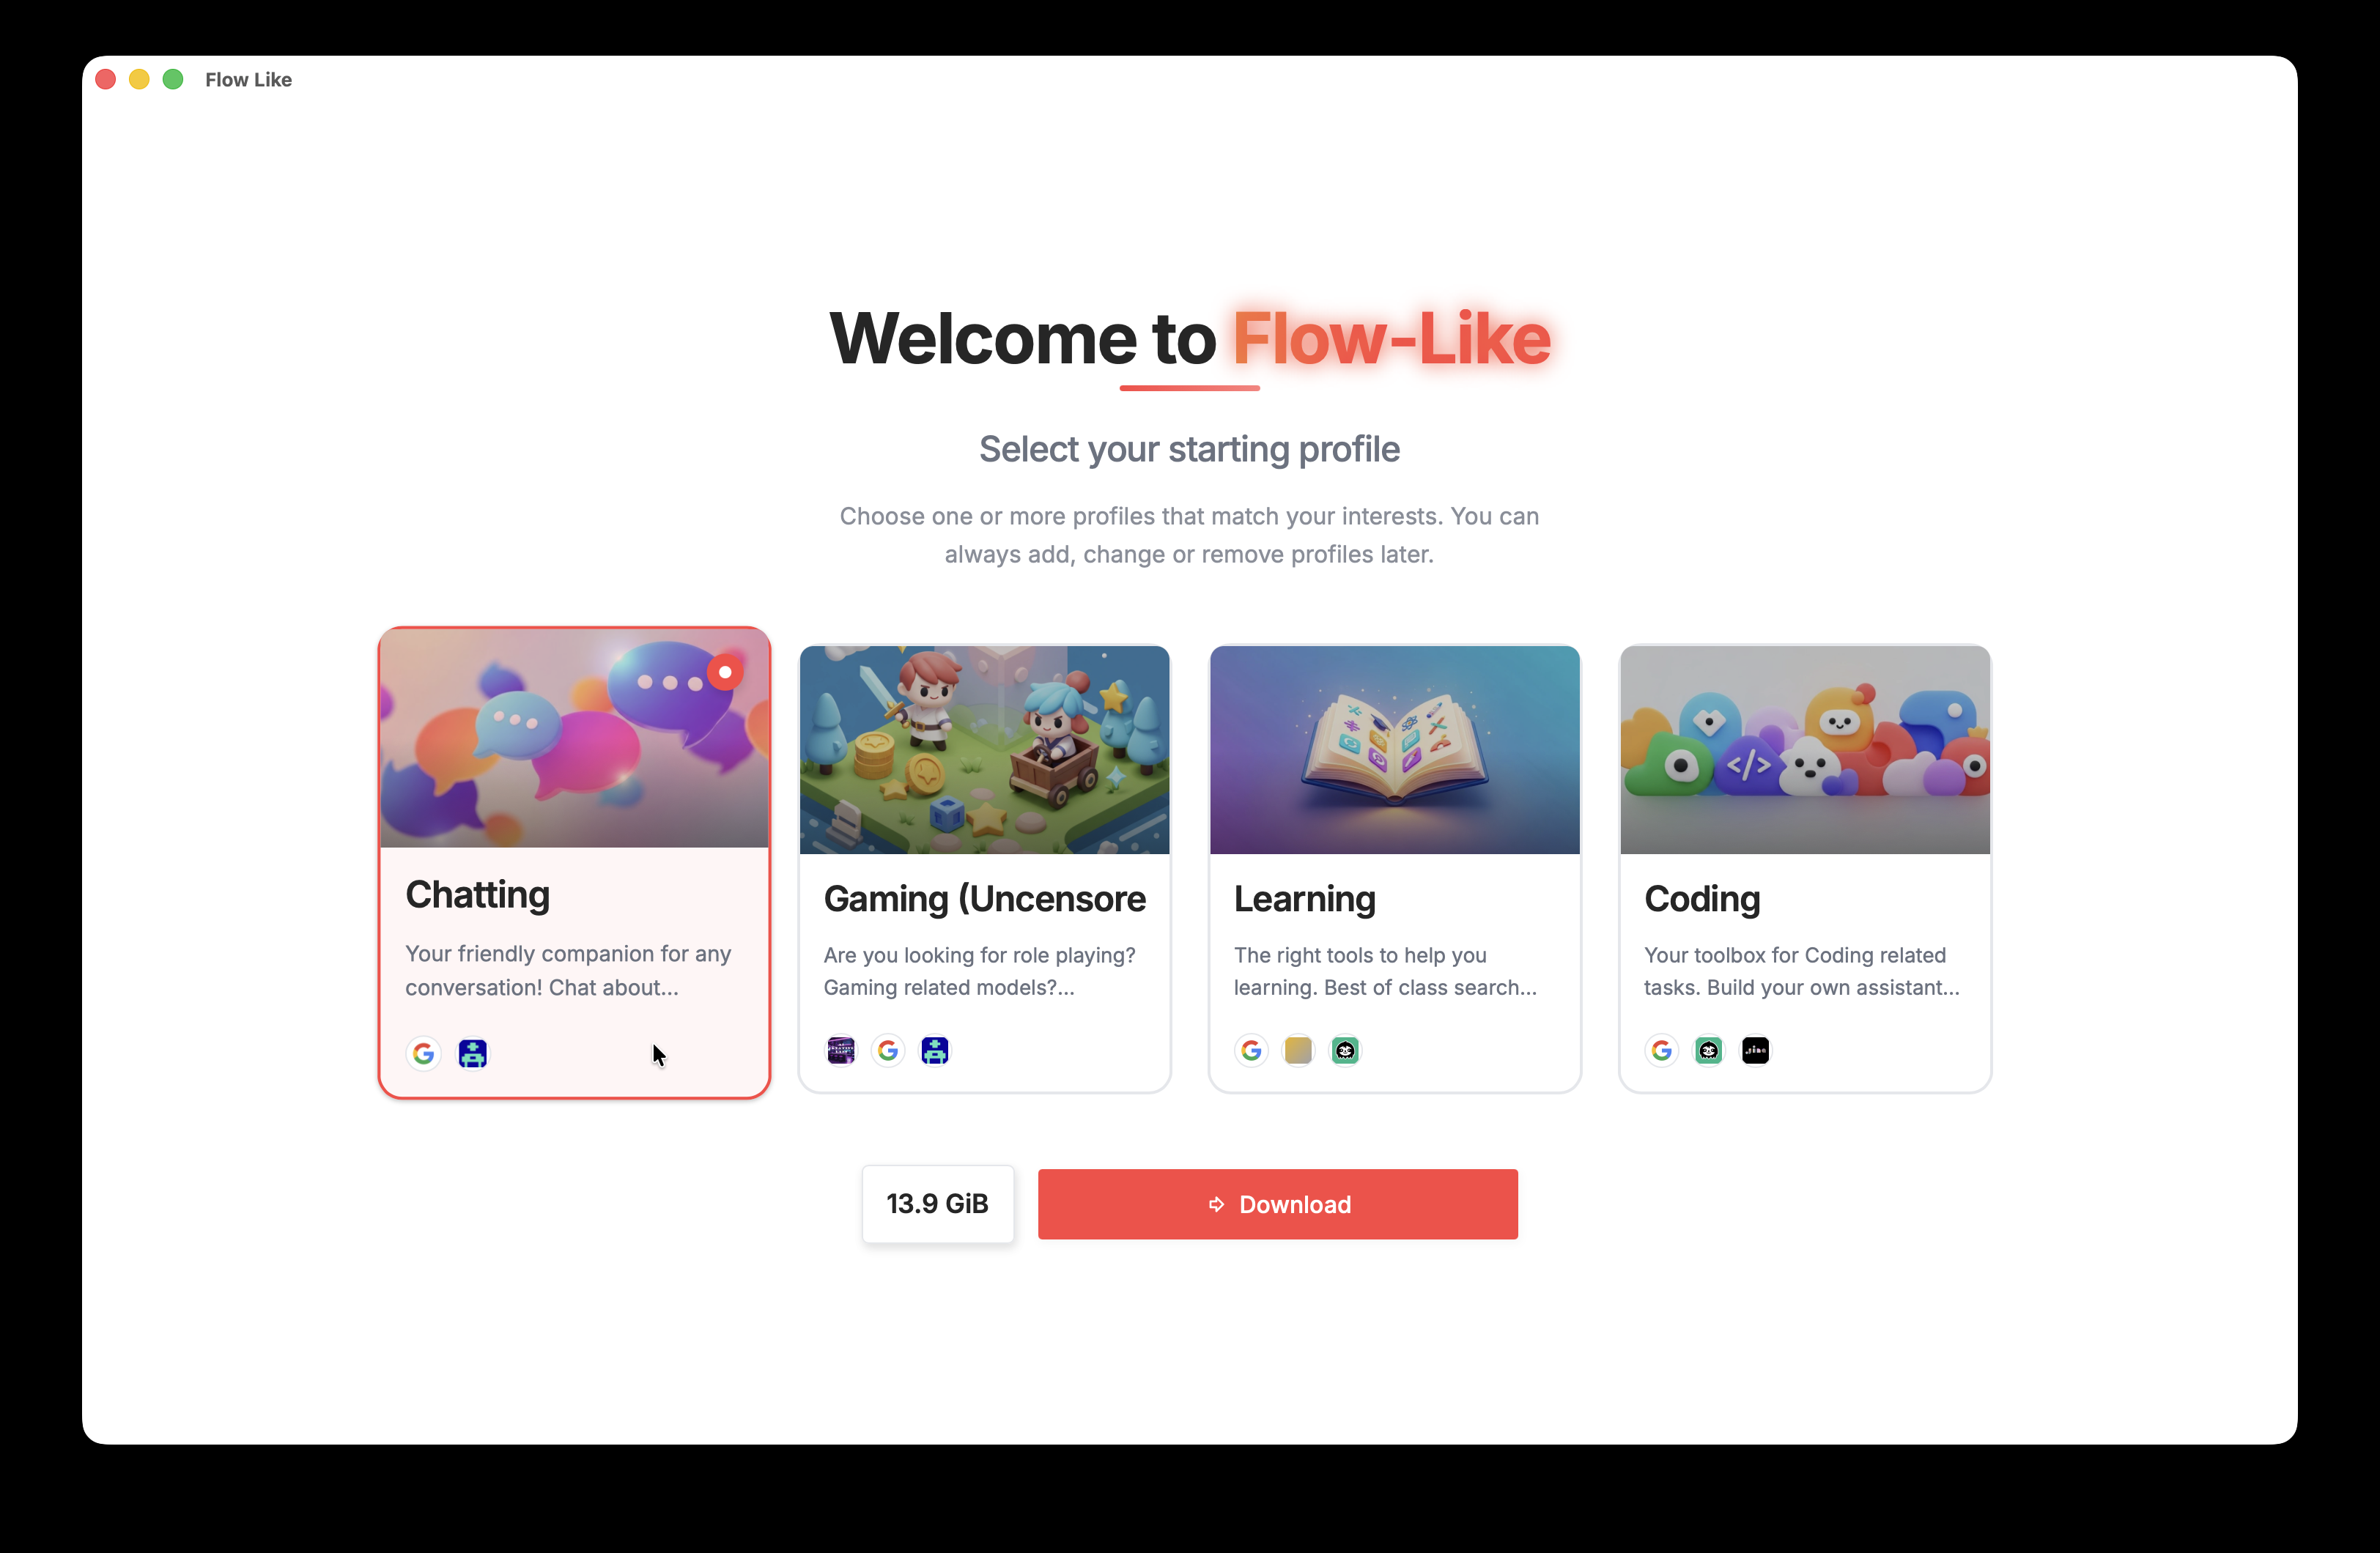 Flow Like
Welcome to Flow-Like
Select your starting profile
Choose one or more profiles that match your interests. You can
always add, change or remove profiles later.
Chatting
Your friendly companion for any
conversation! Chat about...
Gaming (Uncensore
Are you looking for role playing?
Gaming related models?...
Learning
The right tools to help you
learning. Best of class search...
Coding
</>
Your toolbox for Coding related
tasks. Build your own assistant...
13.9 GiB
Download